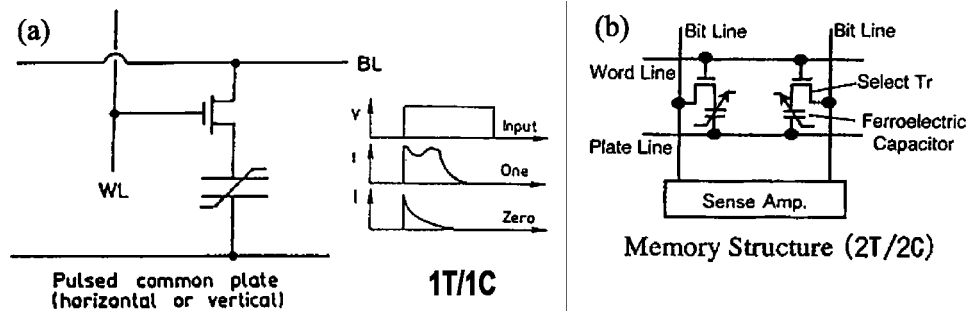 (a)
BL
WL
V
Input
I
One
I
Zero
Pulsed common plate
(horizontal or vertical)
1T/1C
(b)
Bit Line
Bit Line
Word Line
Select Tr
Ferroelectric
Capacitor
Plate Line
Sense Amp.
Memory Structure (2T/2C)